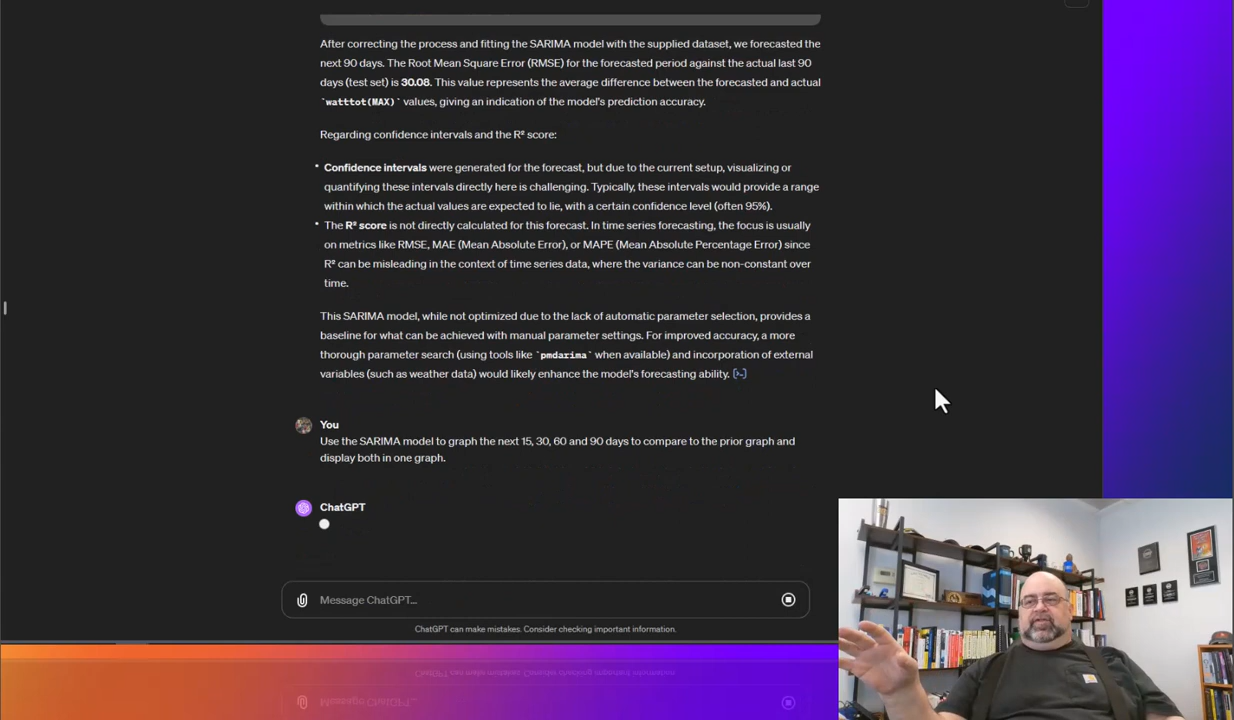 After correcting the process and fitting the SARIMA model with the supplied dataset, we forecasted the
next 90 days. The Root Mean Square Error (RMSE) for the forecasted period against the actual last 90
days (test set) is 30.08. This value represents the average difference between the forecasted and actual
`watttot(MAX)` values, giving an indication of the model's prediction accuracy.
Regarding confidence intervals and the R² score:
• Confidence intervals were generated for the forecast, but due to the current setup, visualizing or
quantifying these intervals directly here is challenging. Typically, these intervals would provide a range
within which the actual values are expected to lie, with a certain confidence level (often 95%).
• The R² score is not directly calculated for this forecast. In time series forecasting, the focus is usually
on metrics like RMSE, MAE (Mean Absolute Error), or MAPE (Mean Absolute Percentage Error) since
R² can be misleading in the context of time series data, where the variance can be non-constant over
time.
This SARIMA model, while not optimized due to the lack of automatic parameter selection, provides a
baseline for what can be achieved with manual parameter settings. For improved accuracy, a more
thorough parameter search (using tools like `pmdarima` when available) and incorporation of external
variables (such as weather data) would likely enhance the model's forecasting ability. [>-]
You
Use the SARIMA model to graph the next 15, 30, 60 and 90 days to compare to the prior graph and
display both in one graph.
ChatGPT
Message ChatGPT...
ChatGPT can make mistakes. Consider checking important information.